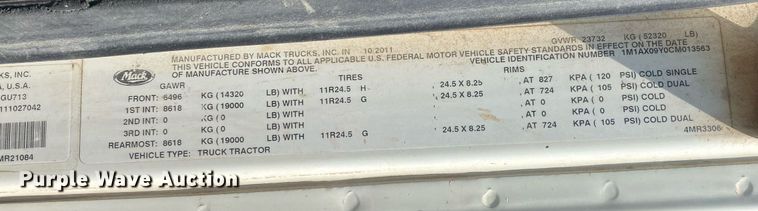 MANUFACTURED BY MACK TRUCKS, INC. IN 10 2011 GVWR 23732 KG (52320 LB)
THIS VEHICLE CONFORMS TO ALL APPLICABLE U.S. FEDERAL MOTOR VEHICLE SAFETY STANDARDS IN EFFECT ON THE DATE
OF MANUFACTURE SHOWN ABOVE. VEHICLE IDENTIFICATION NUMBER: 1M1AX09Y0CM013563
Mack
GAWR TIRES RIMS
FRONT: 6496 KG (14320 LB) WITH 11R24.5 H , 24.5 X 8.25 , AT 827 KPA ( 120 PSI) COLD SINGLE
1ST INT: 8618 KG (19000 LB) WITH 11R24.5 G , 24.5 X 8.25 , AT 724 KPA ( 105 PSI) COLD DUAL
2ND INT: 0 KG (0 LB) WITH , , AT 0 KPA ( 0 PSI) COLD
3RD INT: 0 KG (0 LB) WITH , , AT 0 KPA ( 0 PSI) COLD
REARMOST: 8618 KG (19000 LB) WITH 11R24.5 G , 24.5 X 8.25 , AT 724 KPA ( 105 PSI) COLD DUAL
VEHICLE TYPE: TRUCK TRACTOR 4MR3306
KS, INC.
A, U.S.A.
GU713
111027042
MR21084
Purple Wave Auction